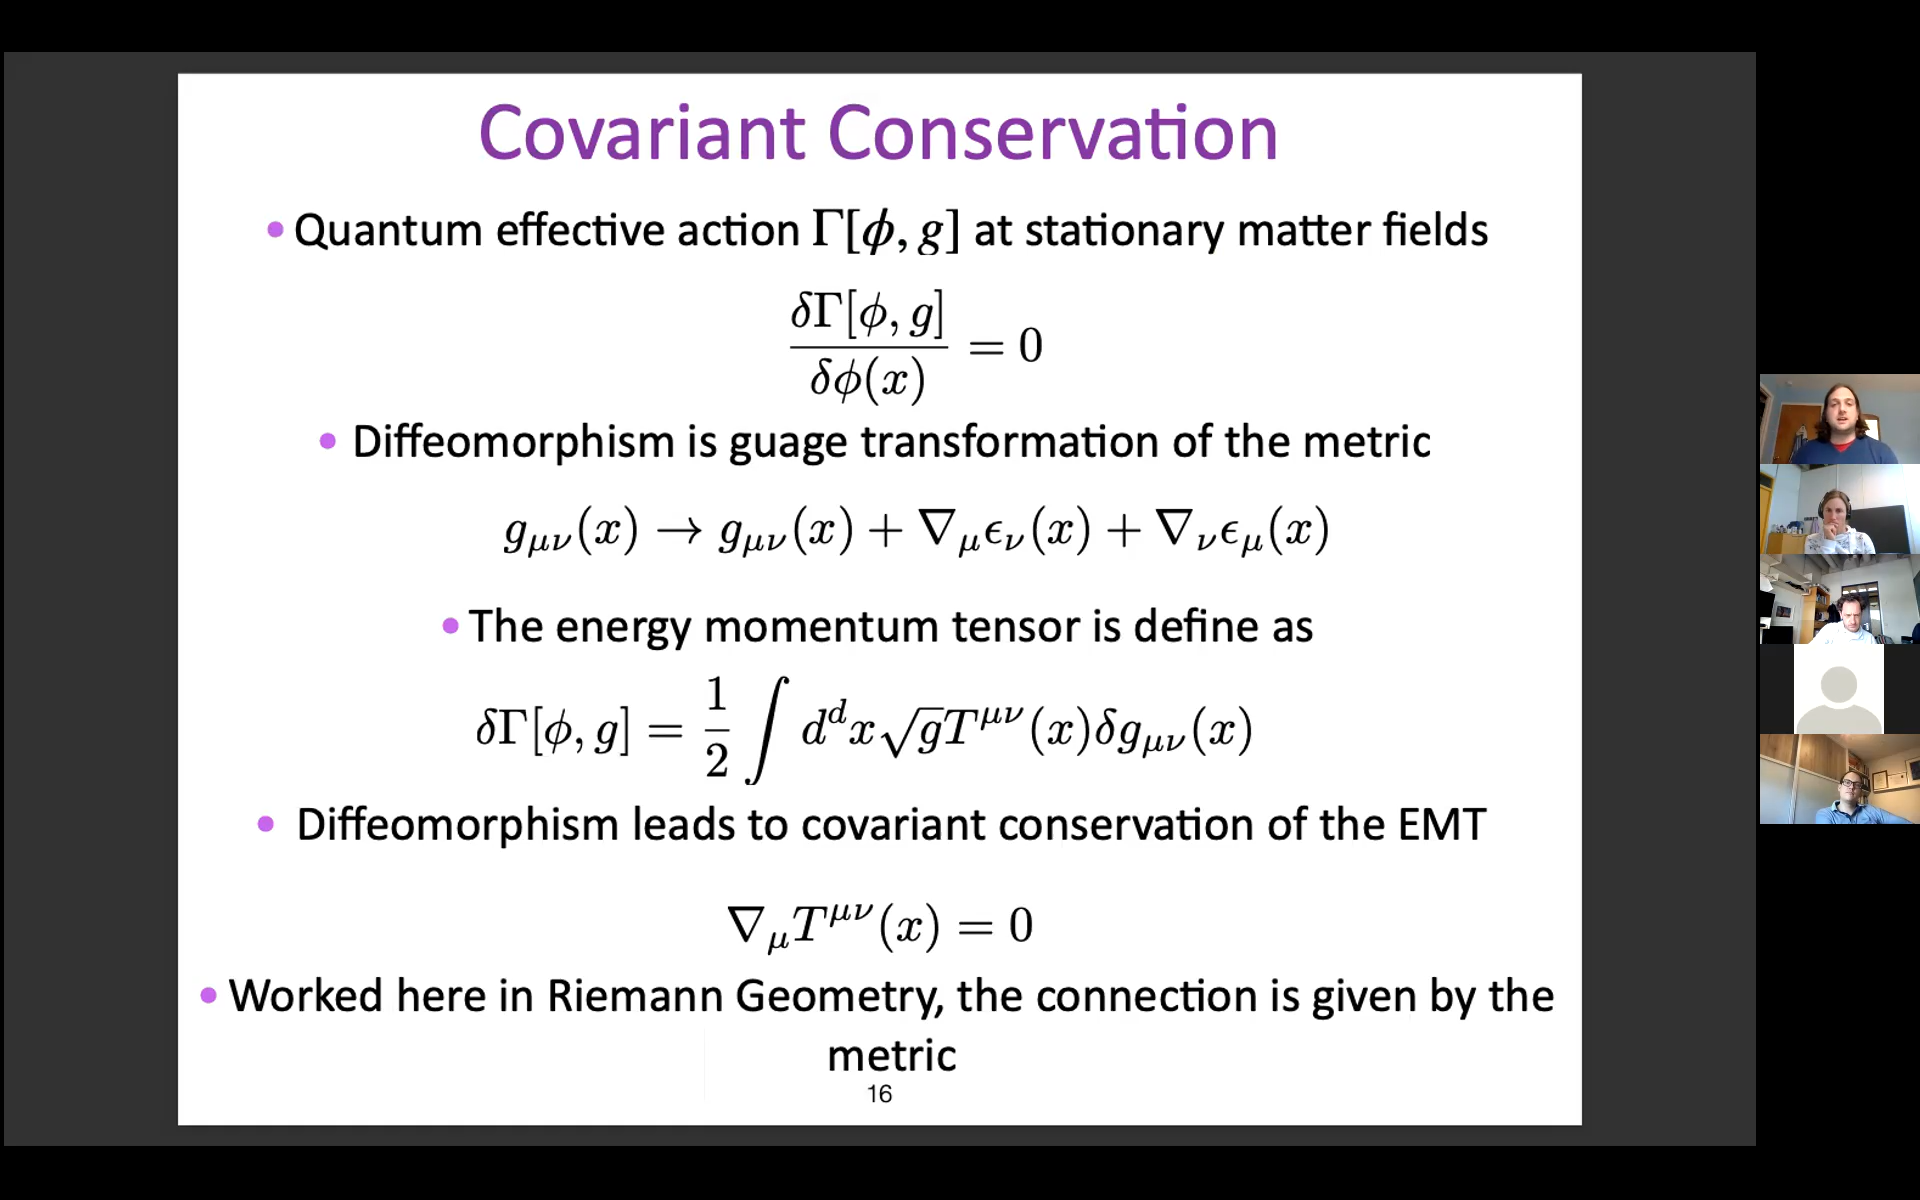 Covariant Conservation
• Quantum effective action Γ[ϕ, g] at stationary matter fields
δΓ[ϕ, g] / δϕ(x) = 0
• Diffeomorphism is guage transformation of the metric
g_{μν}(x) → g_{μν}(x) + ∇_μ ϵ_ν(x) + ∇_ν ϵ_μ(x)
• The energy momentum tensor is define as
δΓ[ϕ, g] = 1/2 ∫ d^d x √g T^{μν}(x) δg_{μν}(x)
• Diffeomorphism leads to covariant conservation of the EMT
∇_μ T^{μν}(x) = 0
• Worked here in Riemann Geometry, the connection is given by the
metric
16